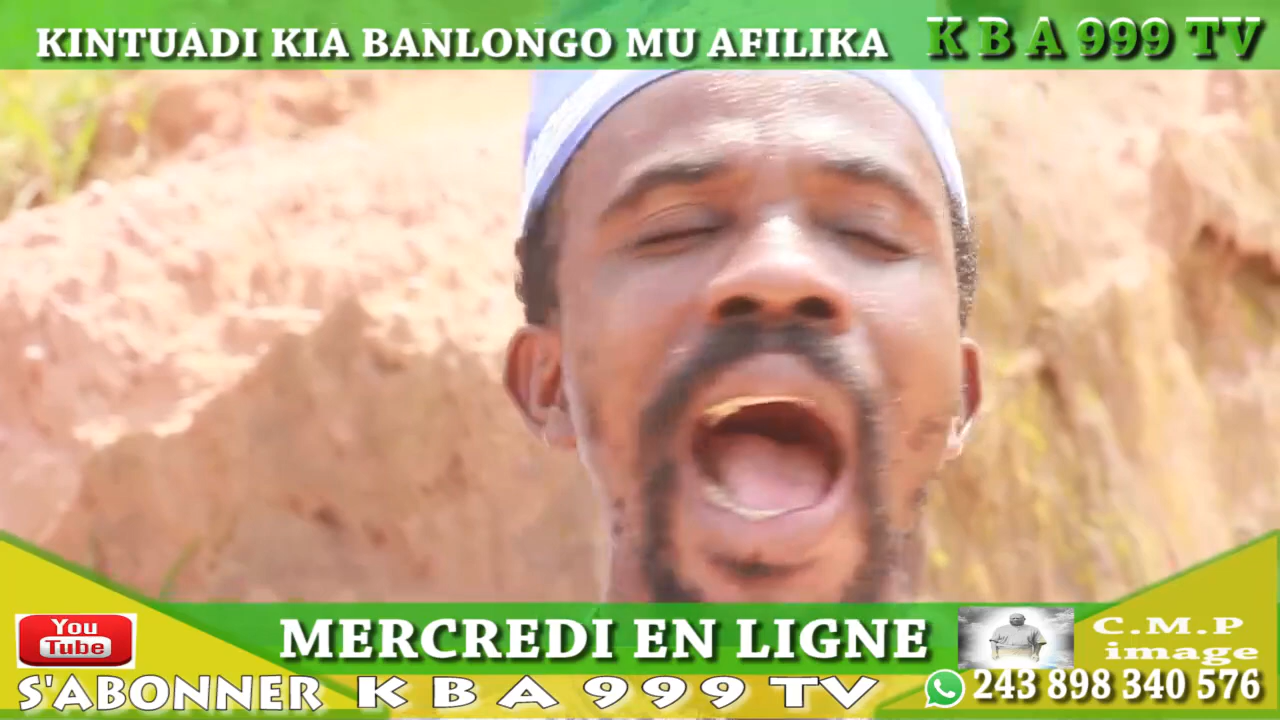 KINTUADI KIA BANLONGO MU AFILIKA
K B A 999 TV
MERCREDI EN LIGNE
You
Tube
C.M.P
image
S'ABONNER K B A 999 TV
243 898 340 576